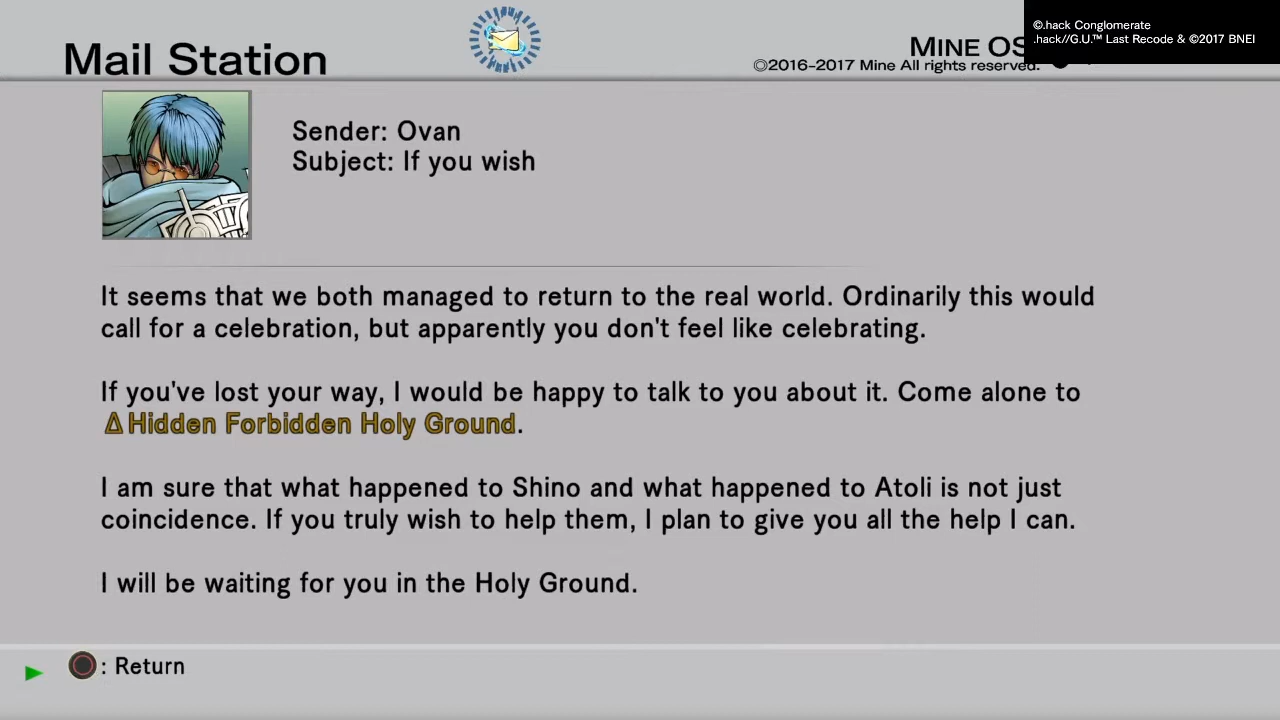 Mail Station
MINE OS
©2016-2017 Mine All rights reserved.
©.hack Conglomerate
.hack//G.U.™ Last Recode & ©2017 BNEI
Sender: Ovan
Subject: If you wish
It seems that we both managed to return to the real world. Ordinarily this would
call for a celebration, but apparently you don't feel like celebrating.
If you've lost your way, I would be happy to talk to you about it. Come alone to
Δ Hidden Forbidden Holy Ground.
I am sure that what happened to Shino and what happened to Atoli is not just
coincidence. If you truly wish to help them, I plan to give you all the help I can.
I will be waiting for you in the Holy Ground.
: Return